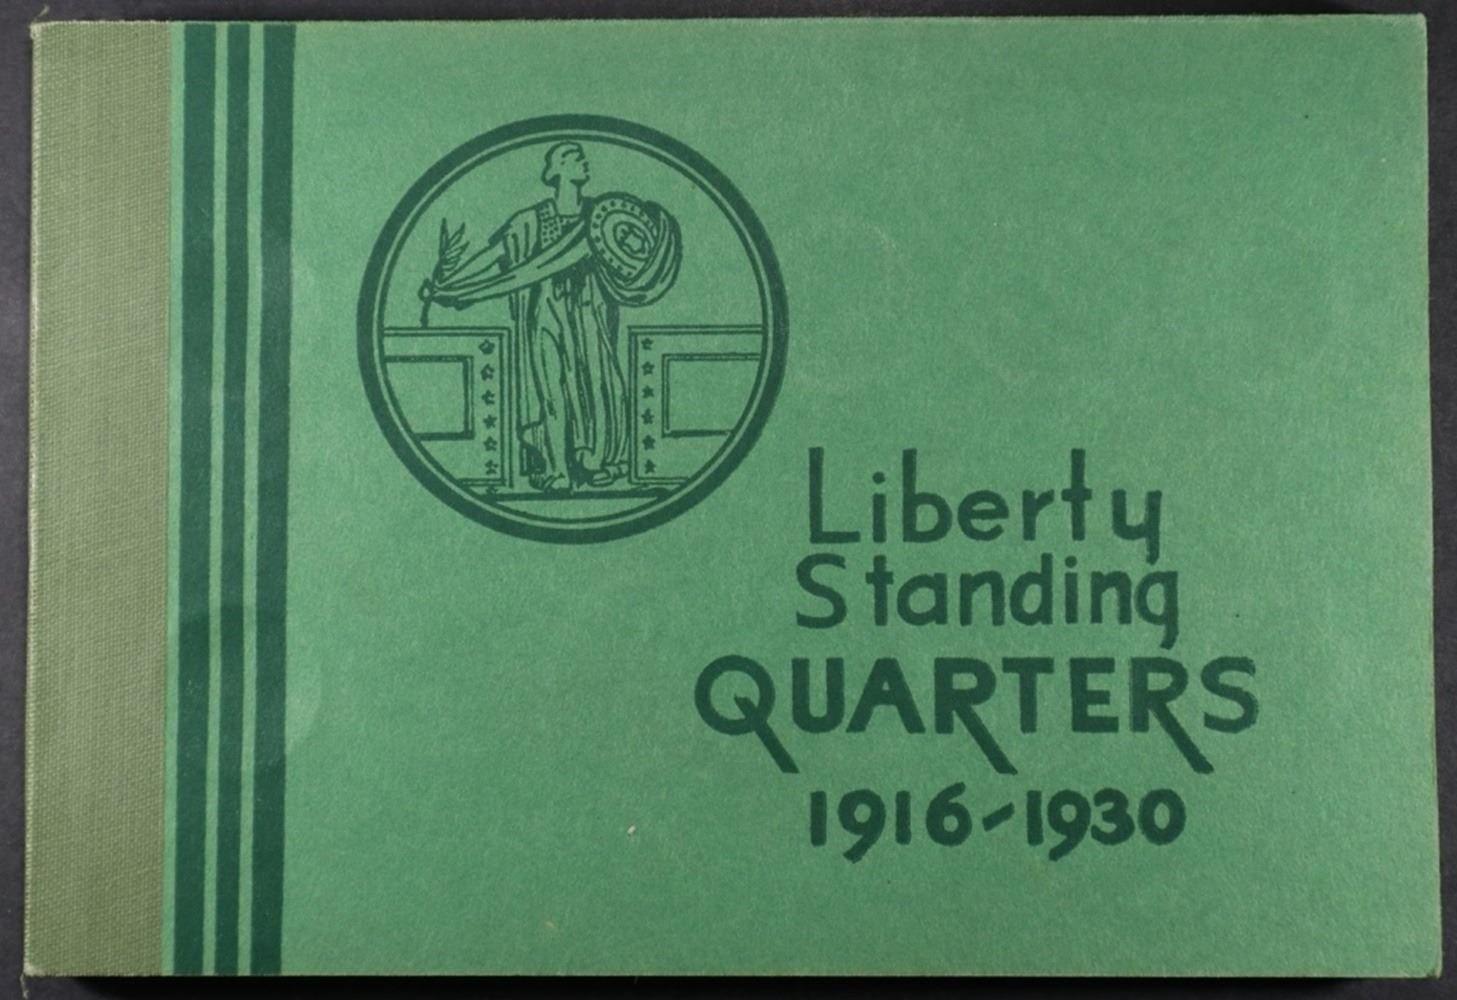 Liberty
Standing
QUARTERS
1916-1930